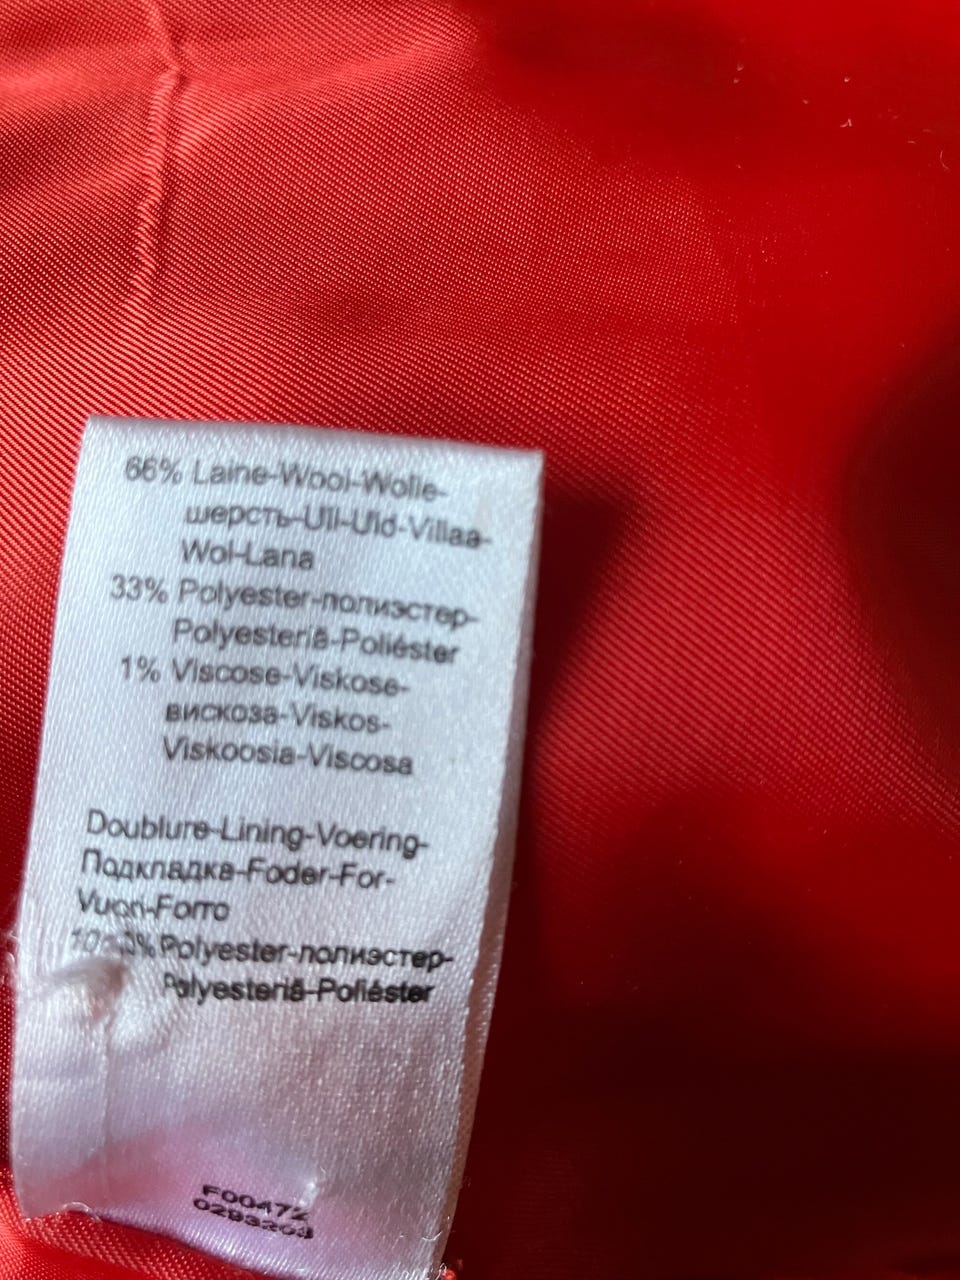 66% Laine-Wool-Wolle-
шерсть-Ull-Uld-Villaa-
Wol-Lana
33% Polyester-полиэстер-
Polyesteriä-Poliéster
1% Viscose-Viskose-
вискоза-Viskos-
Viskoosia-Viscosa
Doublure-Lining-Voering-
Подкладка-Foder-For-
Vuori-Forro
Polyester-полиэстер-
Polyesteriä-Poliéster
F00472